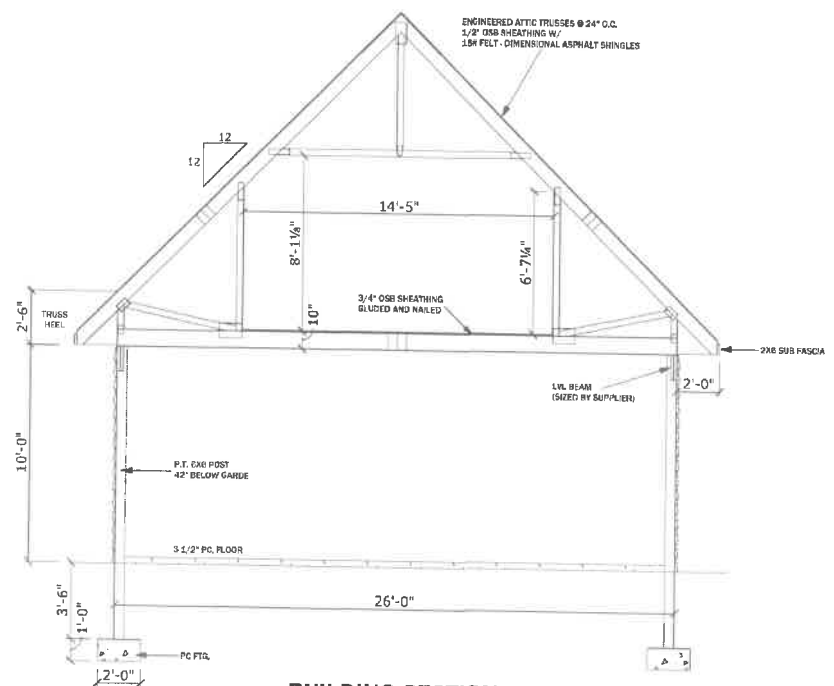 ENGINEERED ATTIC TRUSSES @ 24" O.C.
1/2" OSB SHEATHING W/
15# FELT - DIMENSIONAL ASPHALT SHINGLES
12
12
14'-5"
8'-1⅛"
6'-7¼"
3/4" OSB SHEATHING
GLUDED AND NAILED
10"
2'-6"
TRUSS
HEEL
2X6 SUB FASCIA
LVL BEAM
(SIZED BY SUPPLIER)
2'-0"
10'-0"
P.T. 6X6 POST
42" BELOW GARDE
3 1/2" PC. FLOOR
3'-6"
1'-0"
26'-0"
PC FTG.
2'-0"